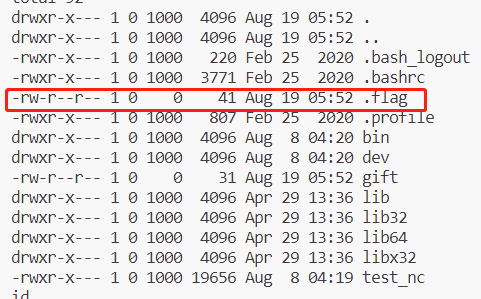 drwxr-x--- 1 0 1000  4096 Aug 19 05:52 .
drwxr-x--- 1 0 1000  4096 Aug 19 05:52 ..
-rwxr-x--- 1 0 1000   220 Feb 25  2020 .bash_logout
-rwxr-x--- 1 0 1000  3771 Feb 25  2020 .bashrc
-rw-r--r-- 1 0    0    41 Aug 19 05:52 .flag
-rwxr-x--- 1 0 1000   807 Feb 25  2020 .profile
drwxr-x--- 1 0 1000  4096 Aug  8 04:20 bin
drwxr-x--- 1 0 1000  4096 Aug  8 04:20 dev
-rw-r--r-- 1 0    0    31 Aug 19 05:52 gift
drwxr-x--- 1 0 1000  4096 Apr 29 13:36 lib
drwxr-x--- 1 0 1000  4096 Apr 29 13:36 lib32
drwxr-x--- 1 0 1000  4096 Apr 29 13:36 lib64
drwxr-x--- 1 0 1000  4096 Apr 29 13:36 libx32
-rwxr-x--- 1 0 1000 19656 Aug  8 04:19 test_nc
id